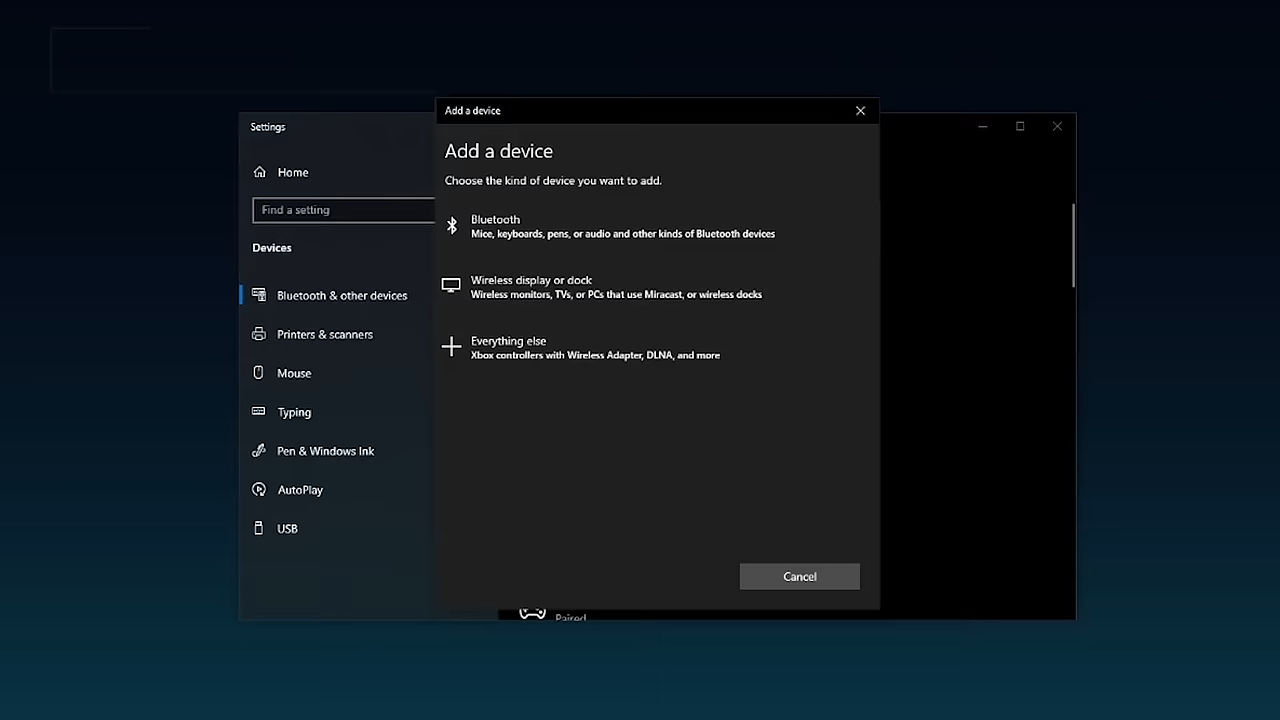 Add a device
Settings
Add a device
Home
Choose the kind of device you want to add.
Find a setting
Bluetooth
Mice, keyboards, pens, or audio and other kinds of Bluetooth devices
Devices
Wireless display or dock
Wireless monitors, TVs, or PCs that use Miracast, or wireless docks
Bluetooth & other devices
Printers & scanners
Everything else
Xbox controllers with Wireless Adapter, DLNA, and more
Mouse
Typing
Pen & Windows Ink
AutoPlay
USB
Cancel
Paired